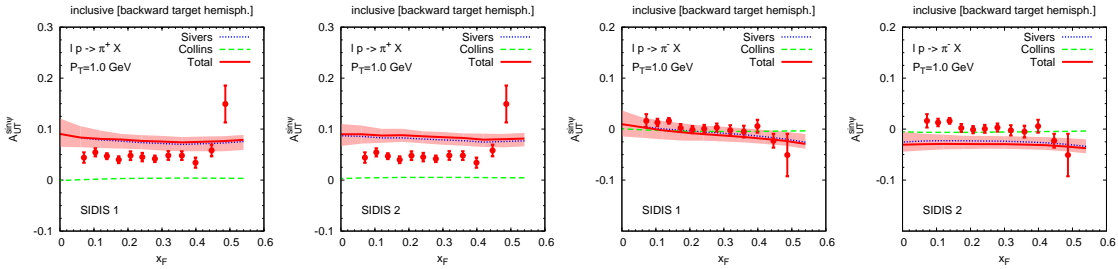 inclusive [backward target hemisph.]
A_UT^sinψ
l p -> π+ X
P_T=1.0 GeV
Sivers
Collins
Total
SIDIS 1
0.3
0.2
0.1
0
-0.1
0 0.1 0.2 0.3 0.4 0.5 0.6
x_F
inclusive [backward target hemisph.]
A_UT^sinψ
l p -> π+ X
P_T=1.0 GeV
Sivers
Collins
Total
SIDIS 2
0.3
0.2
0.1
0
-0.1
0 0.1 0.2 0.3 0.4 0.5 0.6
x_F
inclusive [backward target hemisph.]
A_UT^sinψ
l p -> π- X
P_T=1.0 GeV
Sivers
Collins
Total
SIDIS 1
0.2
0.1
0
-0.1
0 0.1 0.2 0.3 0.4 0.5 0.6
x_F
inclusive [backward target hemisph.]
A_UT^sinψ
l p -> π- X
P_T=1.0 GeV
Sivers
Collins
Total
SIDIS 2
0.2
0.1
0
-0.1
0 0.1 0.2 0.3 0.4 0.5 0.6
x_F